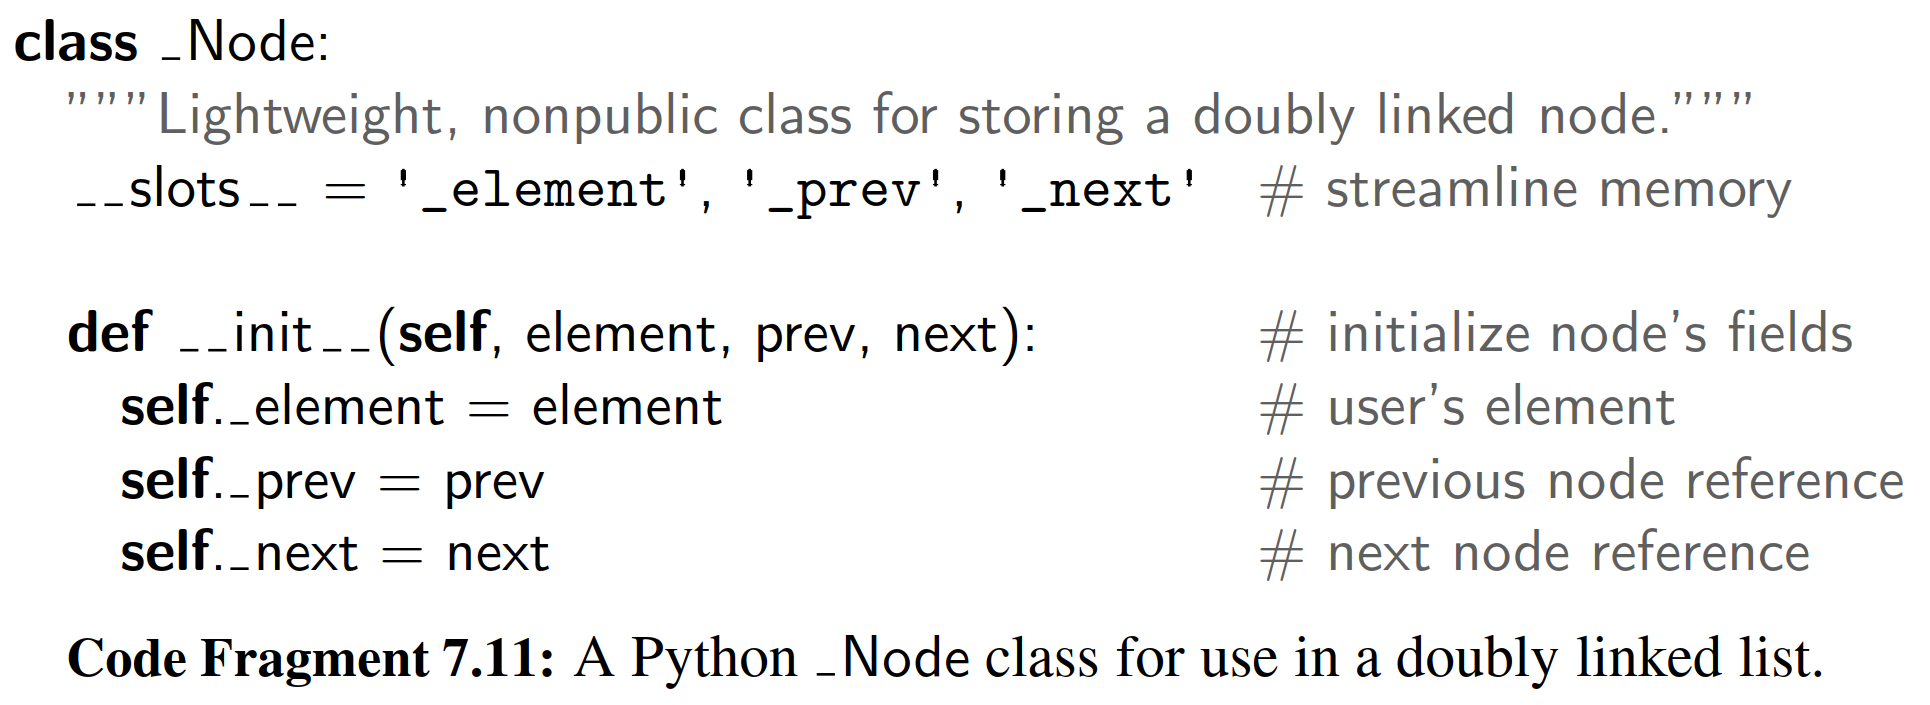 class _Node:
"""Lightweight, nonpublic class for storing a doubly linked node."""
__slots__ = '_element', '_prev', '_next' # streamline memory
def __init__(self, element, prev, next): # initialize node's fields
self._element = element # user's element
self._prev = prev # previous node reference
self._next = next # next node reference
Code Fragment 7.11: A Python _Node class for use in a doubly linked list.